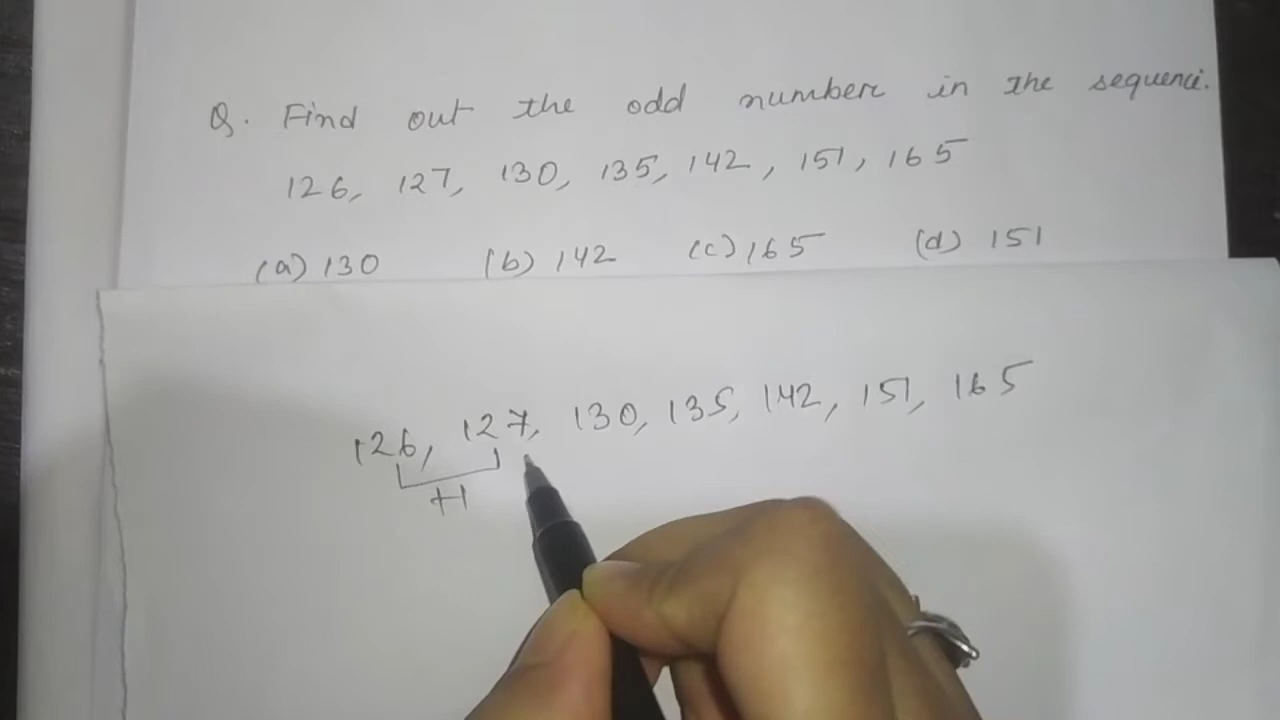 Q. Find out the odd number in the sequence.
126, 127, 130, 135, 142, 151, 165
(a) 130 (b) 142 (c) 165 (d) 151
126, 127, 130, 135, 142, 151, 165
+1